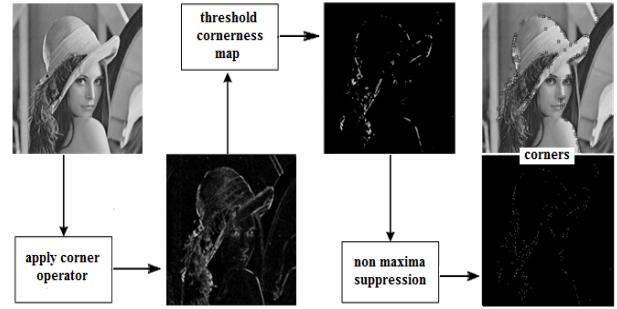 threshold
cornerness
map
corners
apply corner
operator
non maxima
suppression